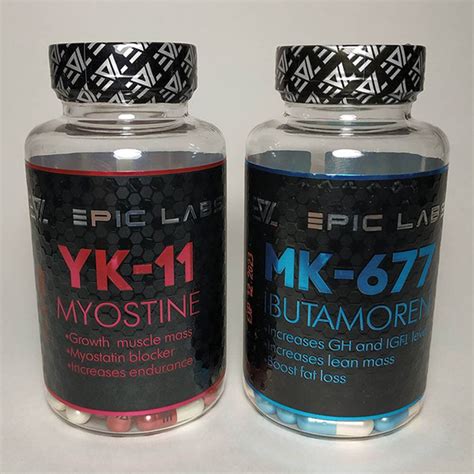 EPIC LABS
YK-11
MYOSTINE
•Growth muscle mass
•Myostatin blocker
•Increases endurance
EPIC LABS
MK-677
IBUTAMOREN
•Increases GH and IGF1 level
•Increases lean mass
•Boost fat loss